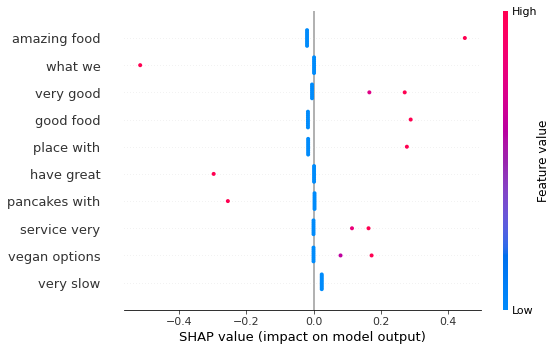 High
amazing food
what we
very good
good food
place with
have great
pancakes with
service very
vegan options
very slow
Feature value
Low
−0.4 −0.2 0.0 0.2 0.4
SHAP value (impact on model output)